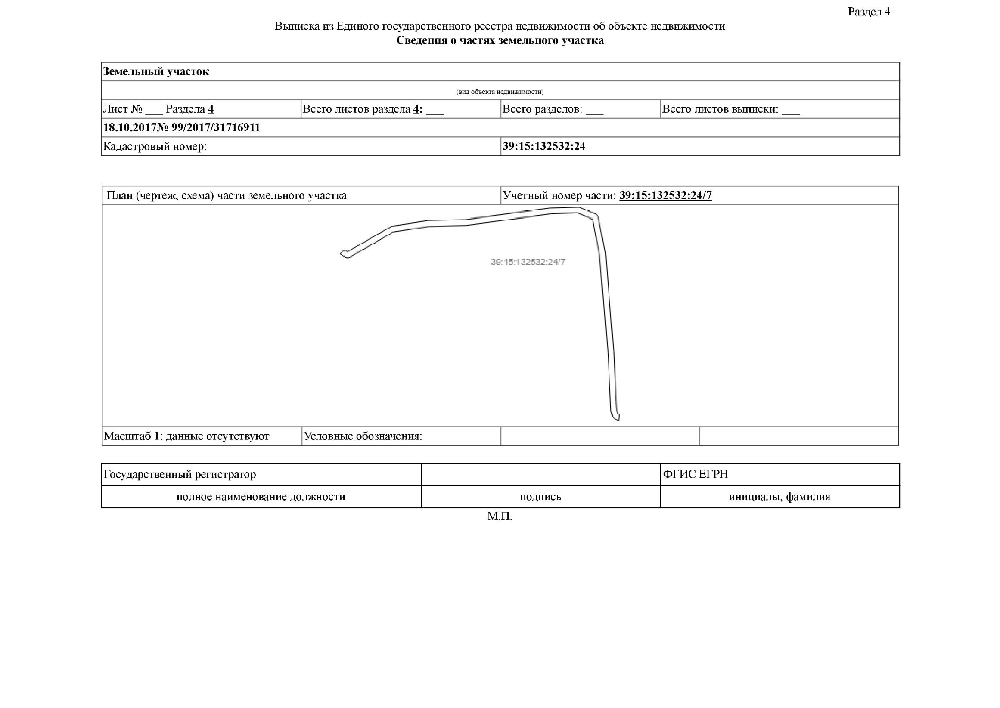 Раздел 4
Выписка из Единого государственного реестра недвижимости об объекте недвижимости
Сведения о частях земельного участка
Земельный участок
(вид объекта недвижимости)
Лист № ___ Раздела 4 Всего листов раздела 4: ___ Всего разделов: ___ Всего листов выписки: ___
18.10.2017№ 99/2017/31716911
Кадастровый номер: 39:15:132532:24
План (чертеж, схема) части земельного участка Учетный номер части: 39:15:132532:24/7
39:15:132532:24/7
Масштаб 1: данные отсутствуют Условные обозначения:
Государственный регистратор ФГИС ЕГРН
полное наименование должности подпись инициалы, фамилия
М.П.